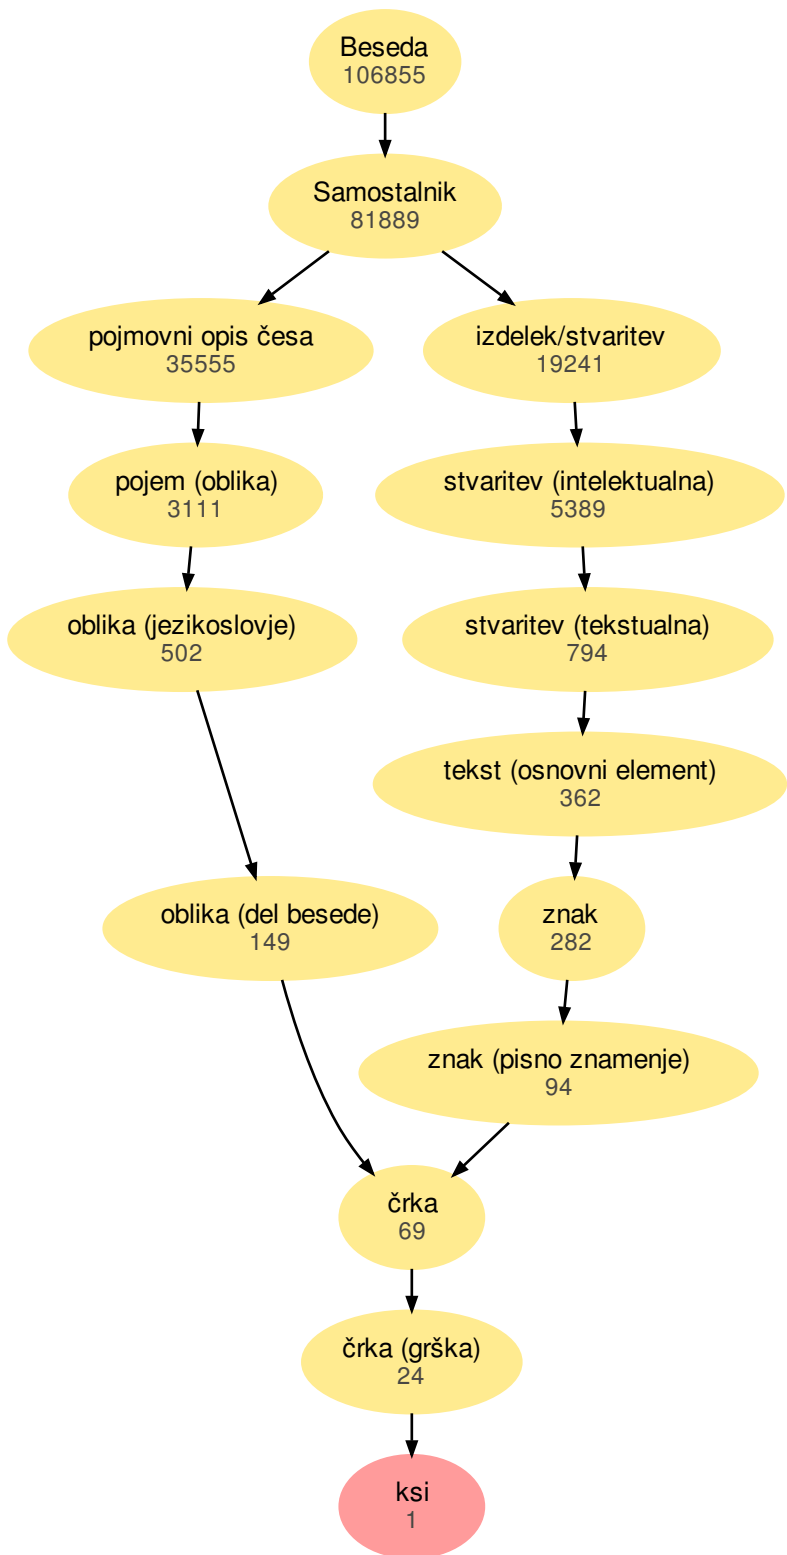 Beseda
106855
Samostalnik
81889
pojmovni opis česa
35555
izdelek/stvaritev
19241
pojem (oblika)
3111
stvaritev (intelektualna)
5389
oblika (jezikoslovje)
502
stvaritev (tekstualna)
794
tekst (osnovni element)
362
oblika (del besede)
149
znak
282
znak (pisno znamenje)
94
črka
69
črka (grška)
24
ksi
1